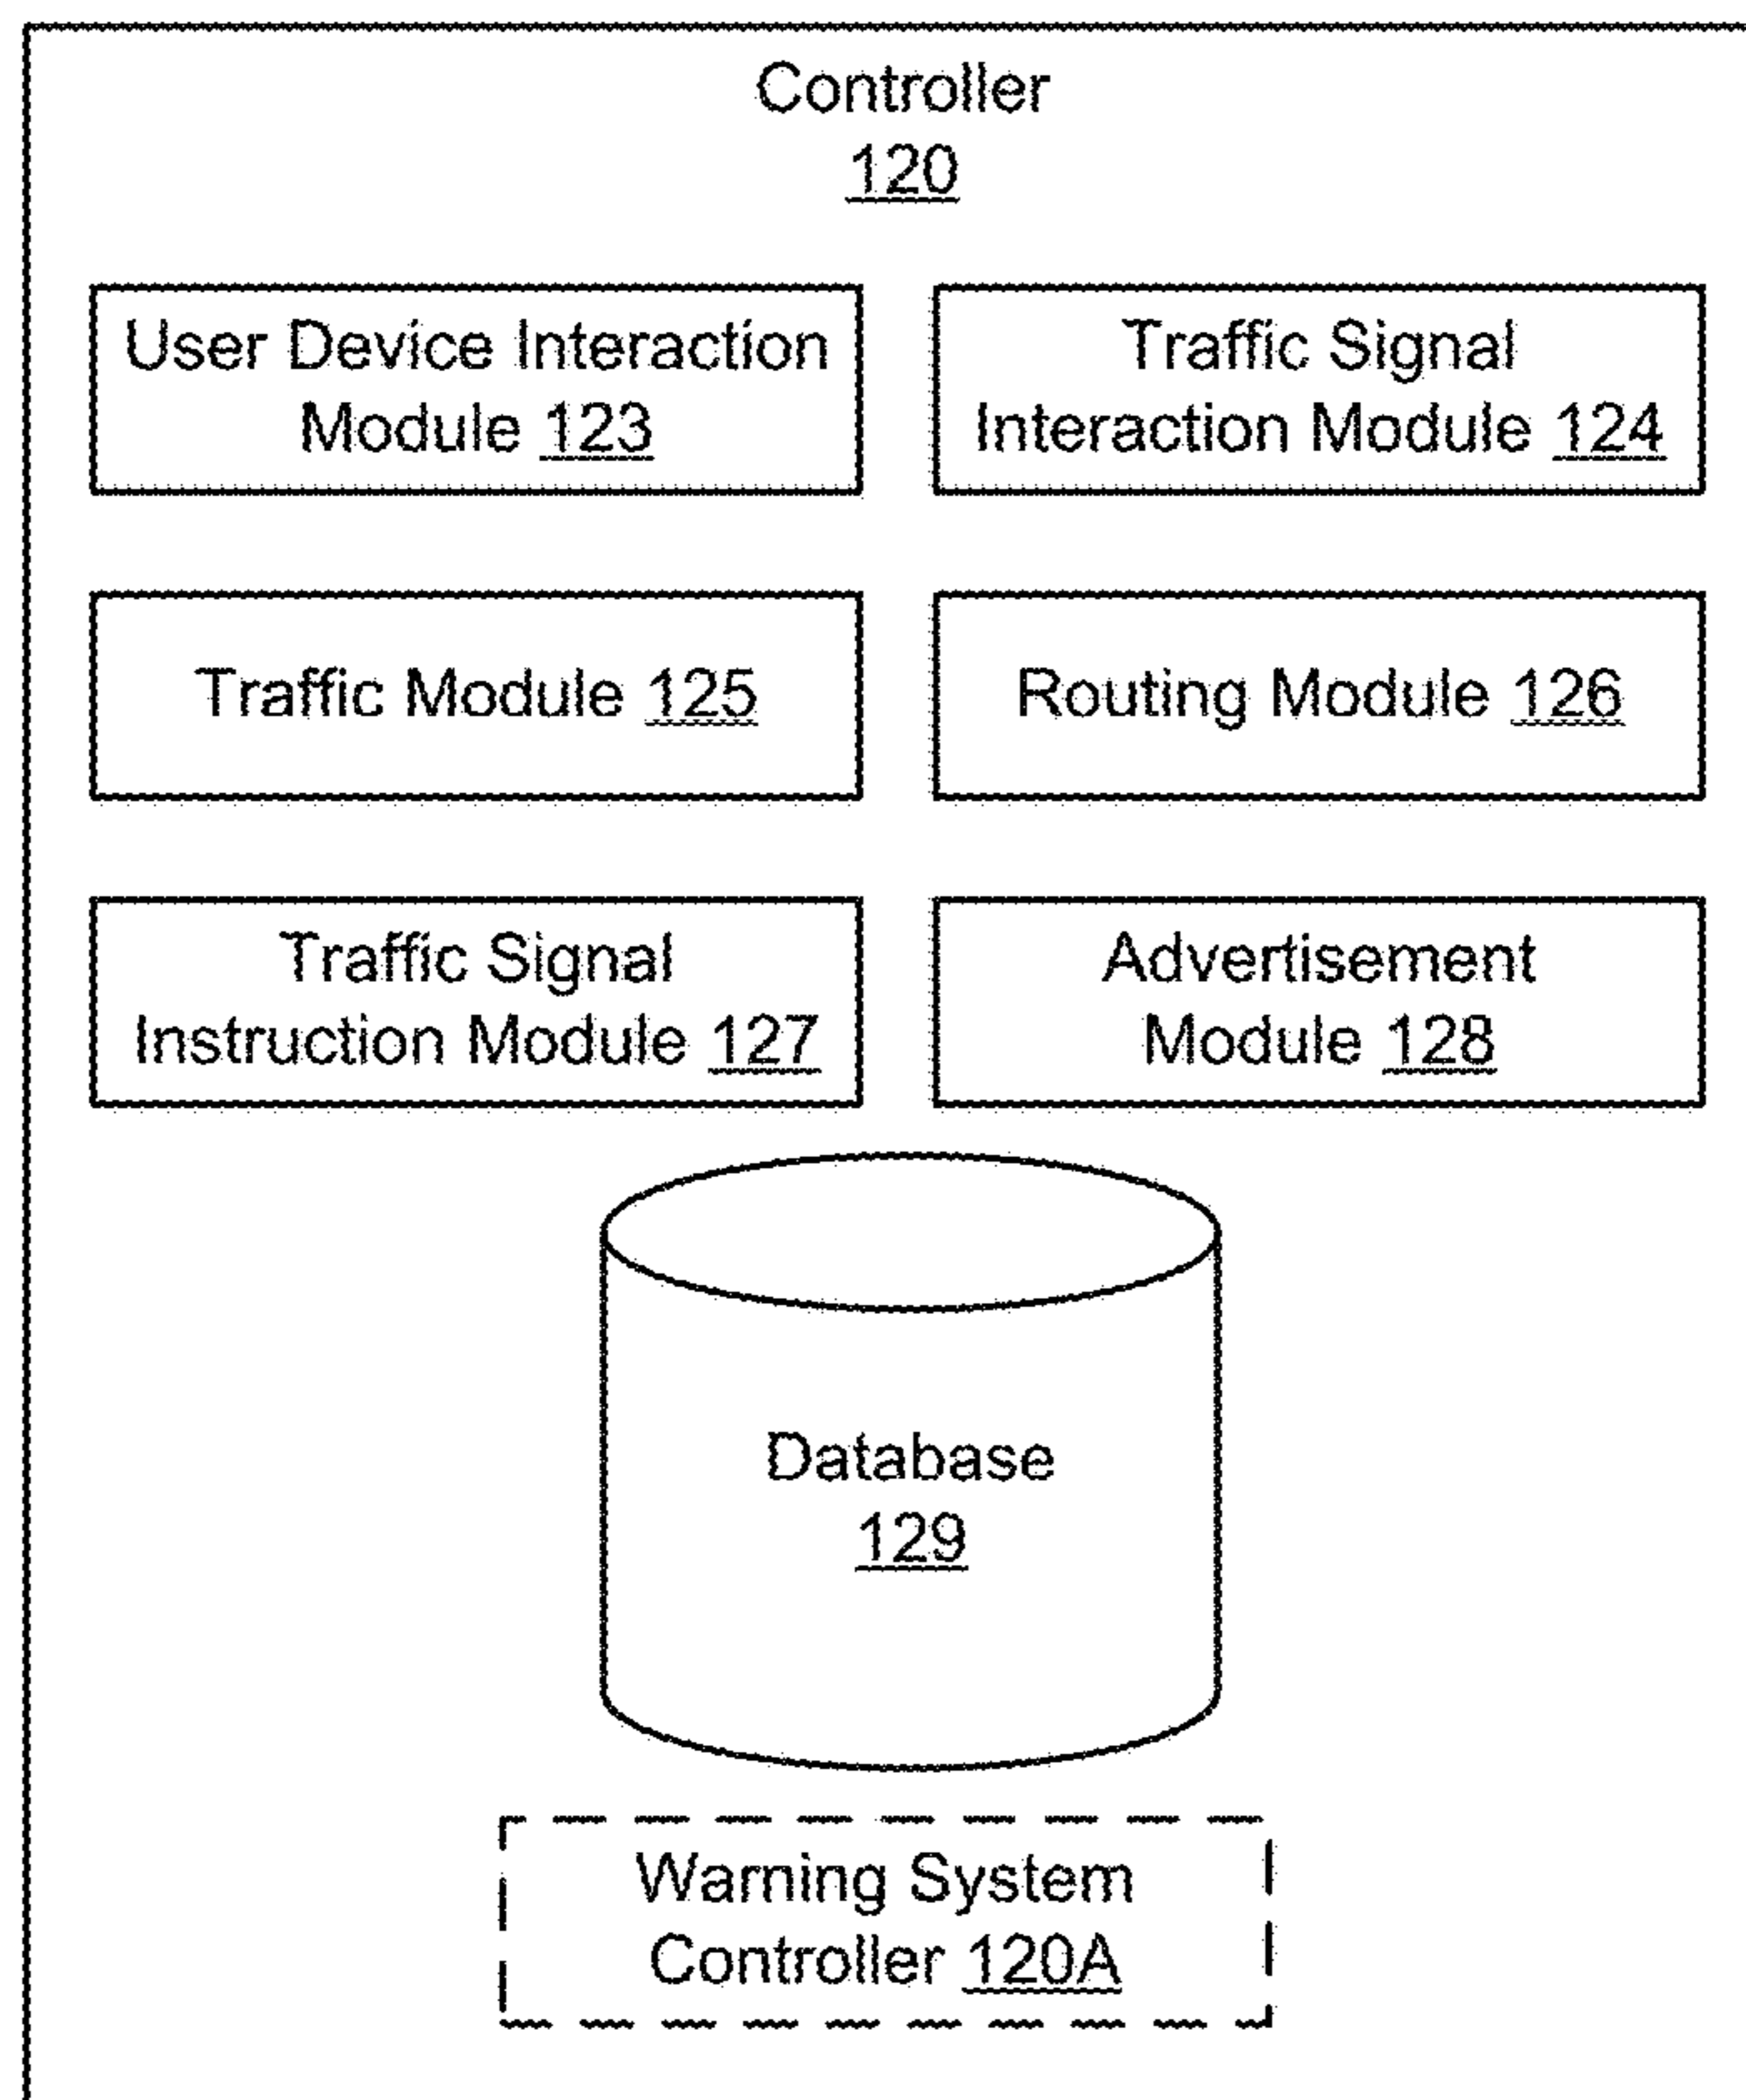 Controller
120
User Device Interaction
Module 123
Traffic Signal
Interaction Module 124
Traffic Module 125
Routing Module 126
Traffic Signal
Instruction Module 127
Advertisement
Module 128
Database
129
Warning System
Controller 120A